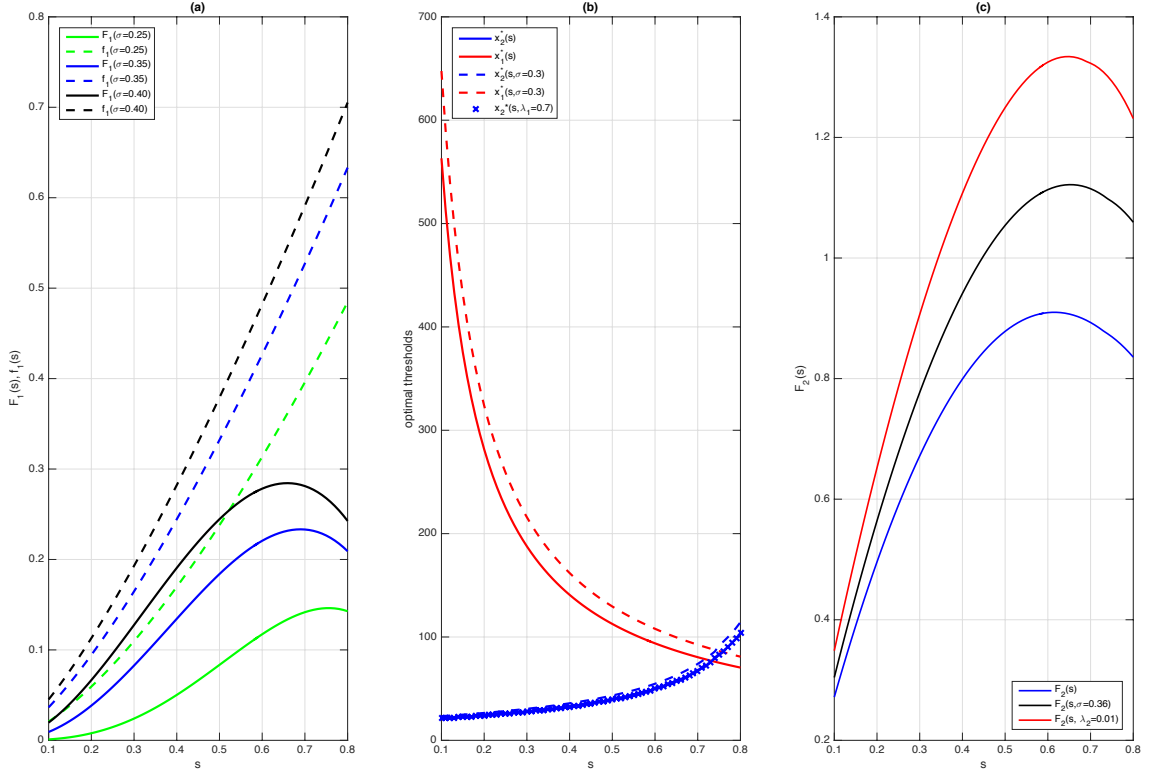 (a)
F₁(σ=0.25)
f₁(σ=0.25)
F₁(σ=0.35)
f₁(σ=0.35)
F₁(σ=0.40)
f₁(σ=0.40)
0.8
0.7
0.6
0.5
0.4
0.3
0.2
0.1
0
F₁(s), f₁(s)
0.1 0.2 0.3 0.4 0.5 0.6 0.7 0.8
s
(b)
x₂*(s)
x₁*(s)
x₂*(s,σ=0.3)
x₁*(s,σ=0.3)
x₂*(s,λ₁=0.7)
700
600
500
400
300
200
100
0
optimal thresholds
0.1 0.2 0.3 0.4 0.5 0.6 0.7 0.8
s
(c)
1.4
1.2
1
0.8
0.6
0.4
0.2
F₂(s)
F₂(s)
F₂(s,σ=0.36)
F₂(s, λ₂=0.01)
0.1 0.2 0.3 0.4 0.5 0.6 0.7 0.8
s